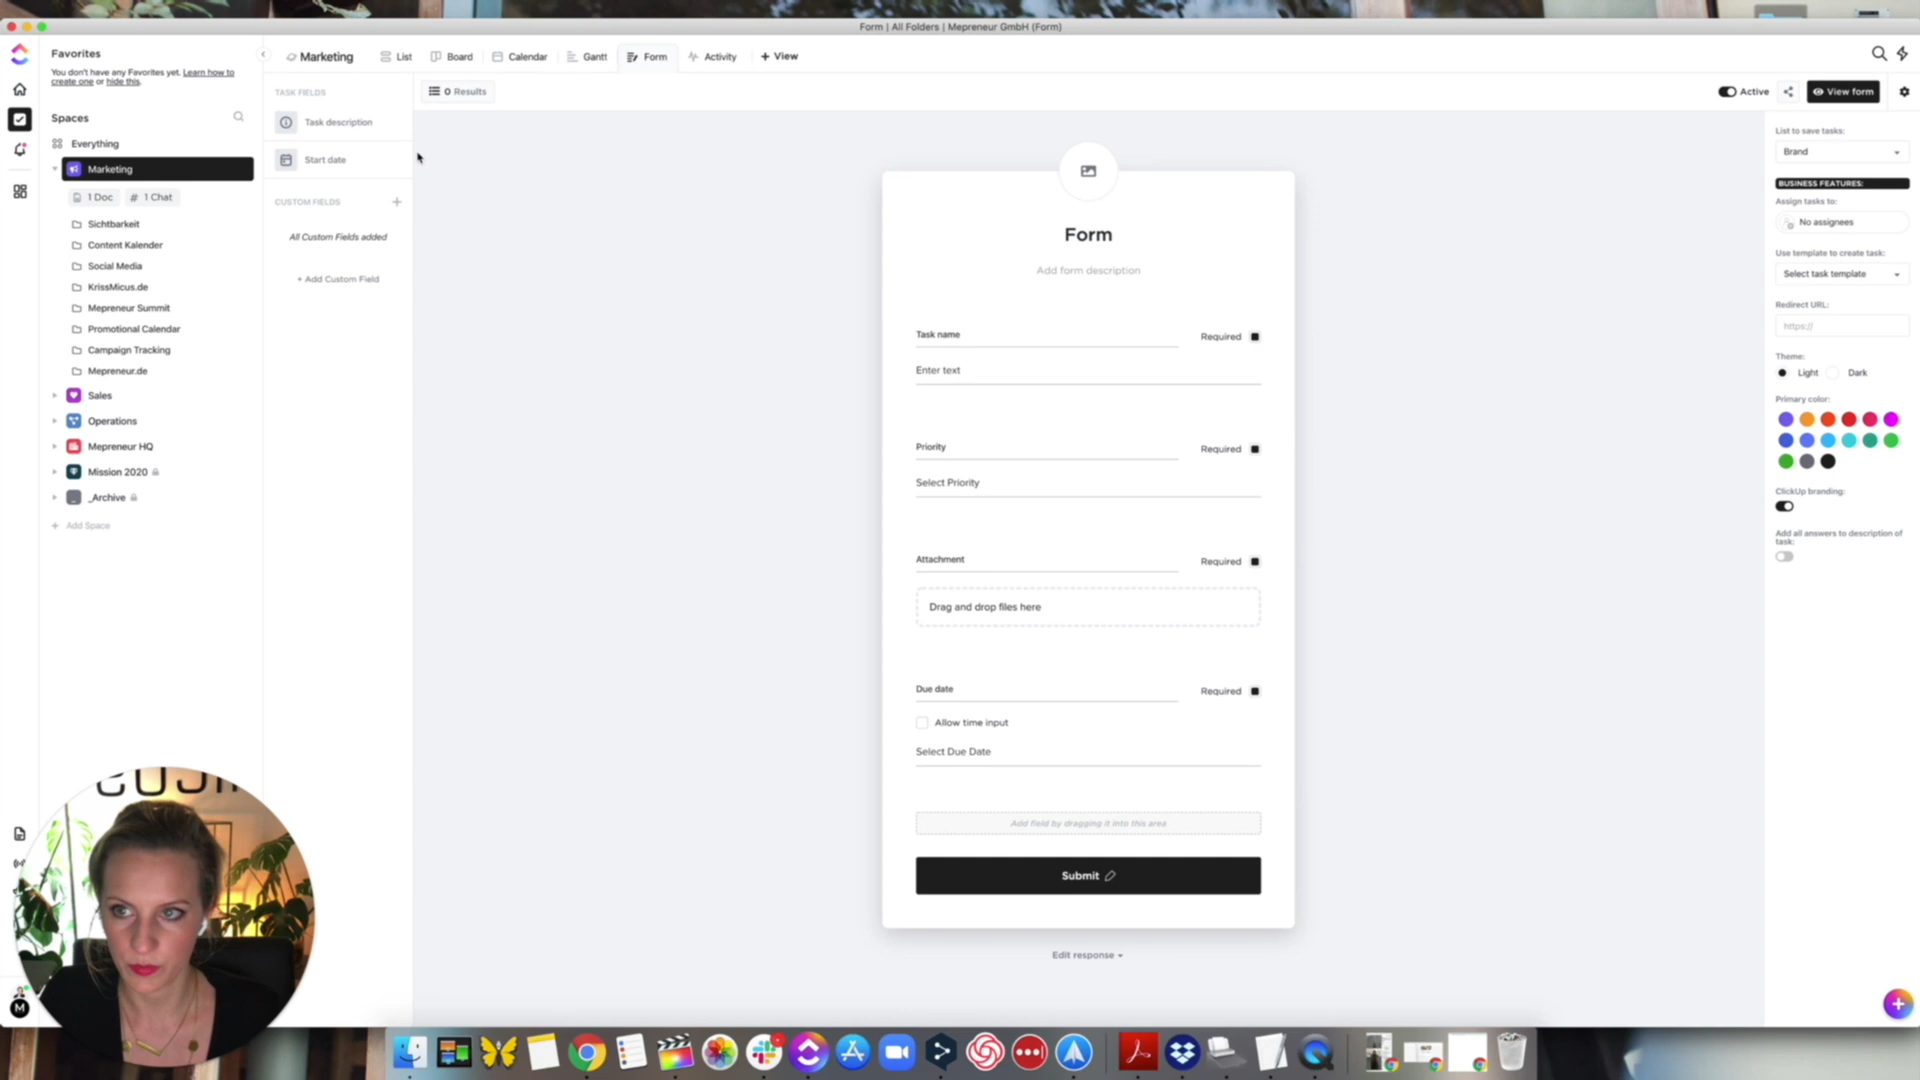 Form | All Folders | Mepreneur GmbH (Form)
Favorites
You don't have any Favorites yet. Learn how to
create one or hide this.
Spaces
Everything
Marketing
1 Doc
# 1 Chat
Sichtbarkeit
Content Kalender
Social Media
KrissMicus.de
Mepreneur Summit
Promotional Calendar
Campaign Tracking
Mepreneur.de
Sales
Operations
Mepreneur HQ
Mission 2020
_Archive
+ Add Space
M
Marketing
List
Board
Calendar
Gantt
Form
Activity
+ View
TASK FIELDS
Task description
Start date
CUSTOM FIELDS
+
All Custom Fields added
+ Add Custom Field
0 Results
Active
View form
Form
Add form description
Task name
Required
Enter text
Priority
Required
Select Priority
Attachment
Required
Drag and drop files here
Due date
Required
Allow time input
Select Due Date
Add field by dragging it into this area
Submit
Edit response
List to save tasks:
Brand
BUSINESS FEATURES:
Assign tasks to:
No assignees
Use template to create task:
Select task template
Redirect URL:
https://
Theme:
Light
Dark
Primary color:
ClickUp branding:
Add all answers to description of
task: